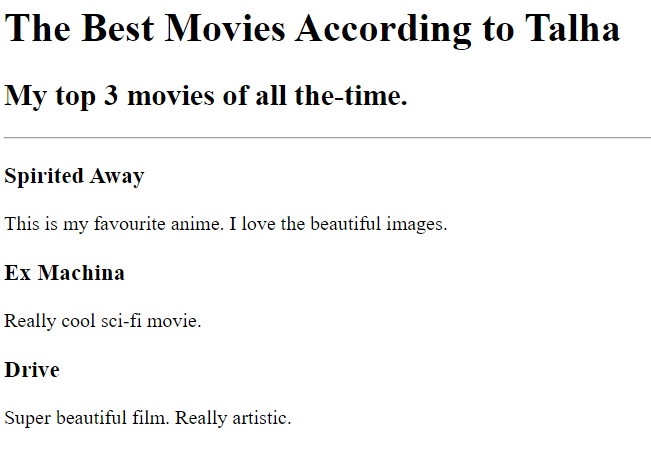 The Best Movies According to Talha
My top 3 movies of all the-time.
Spirited Away
This is my favourite anime. I love the beautiful images.
Ex Machina
Really cool sci-fi movie.
Drive
Super beautiful film. Really artistic.